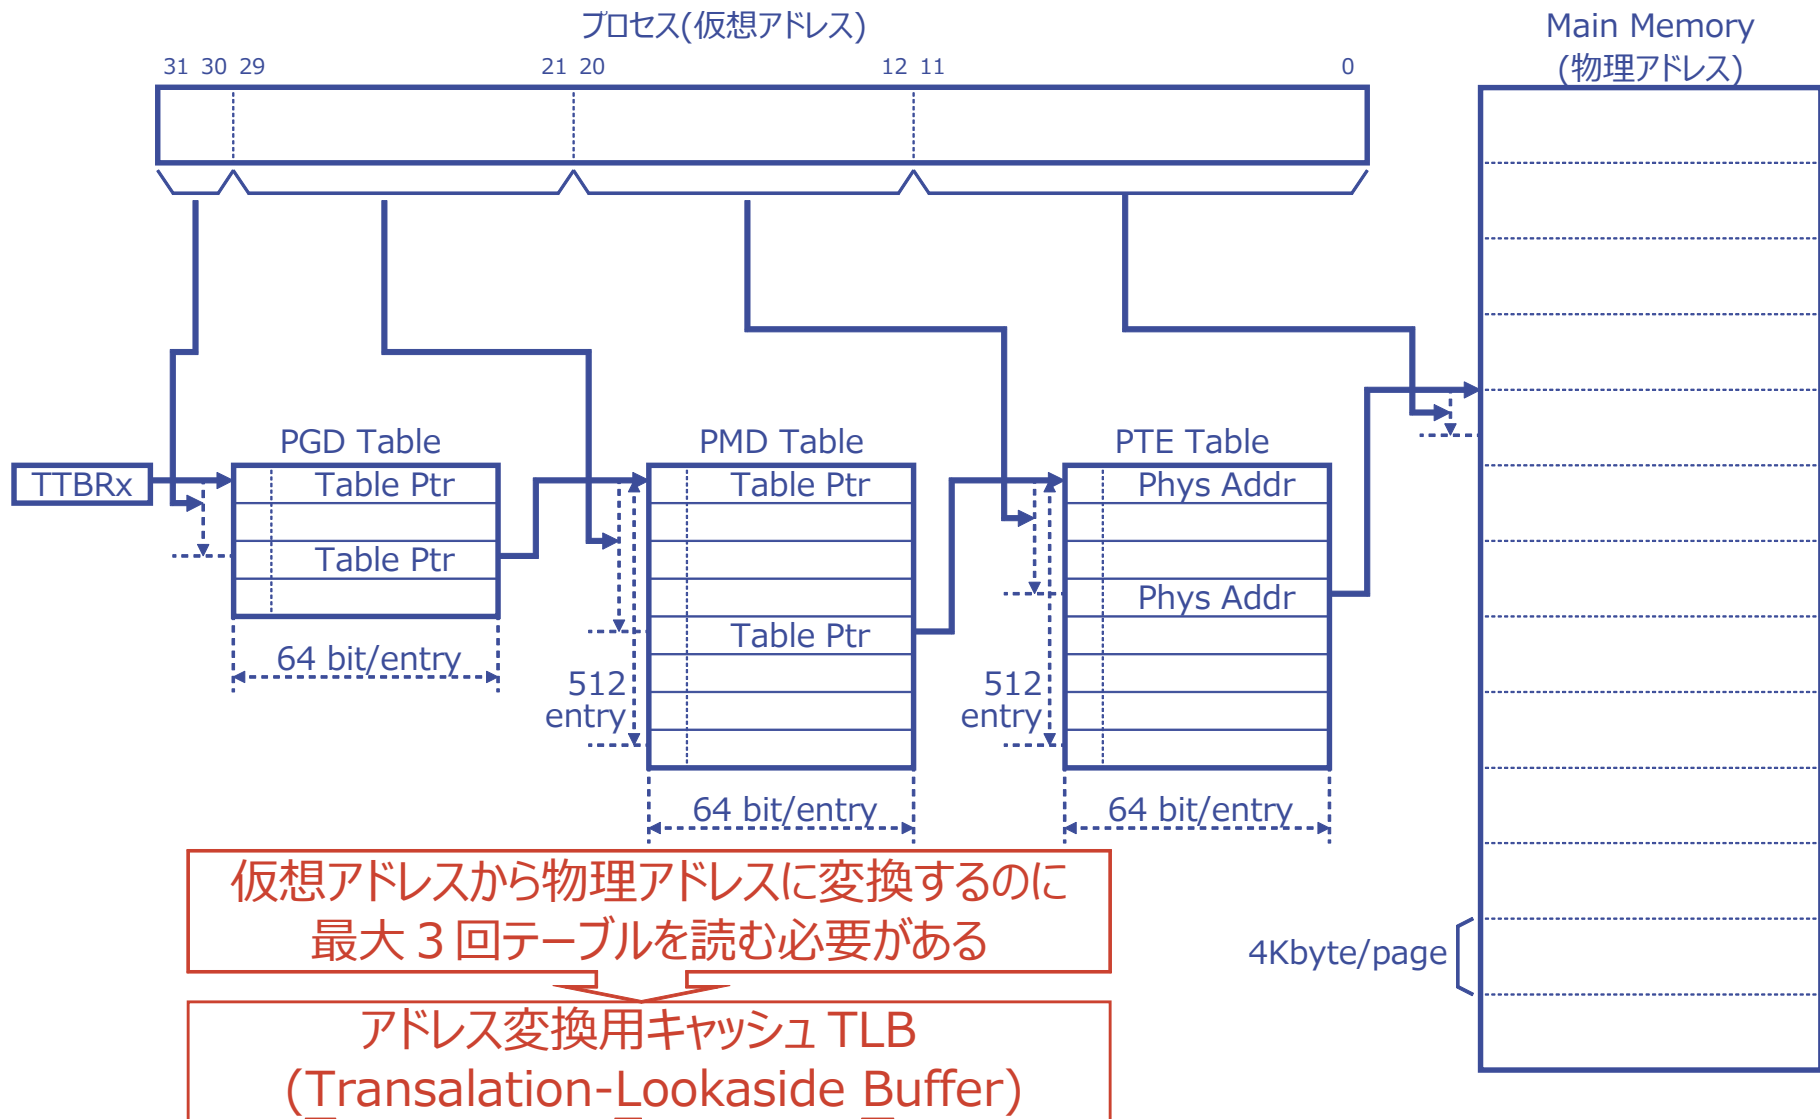 プロセス(仮想アドレス)
Main Memory
(物理アドレス)
31 30 29 21 20 12 11 0
PGD Table
PMD Table
PTE Table
TTBRx
Table Ptr
Table Ptr
64 bit/entry
Table Ptr
Table Ptr
512
entry
64 bit/entry
Phys Addr
Phys Addr
512
entry
64 bit/entry
4Kbyte/page
仮想アドレスから物理アドレスに変換するのに
最大3回テーブルを読む必要がある
アドレス変換用キャッシュ TLB
(Transalation-Lookaside Buffer)